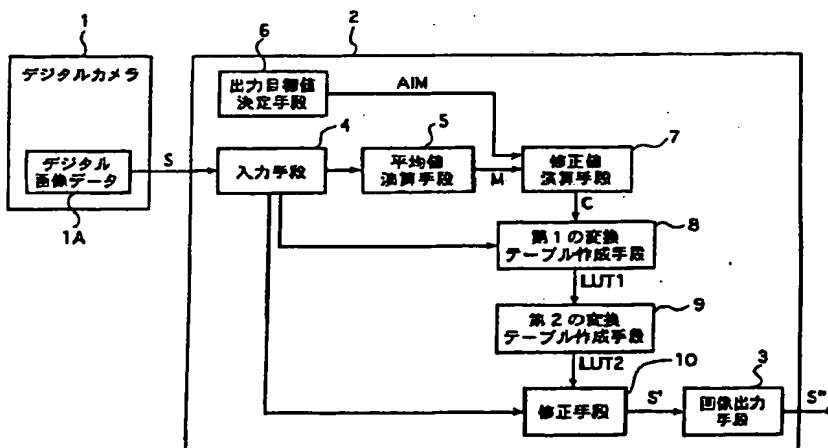 1
デジタルカメラ
デジタル
画像データ
1A
S
2
6
出力目標値
決定手段
AIM
4
入力手段
5
平均値
演算手段
M
7
修正値
演算手段
C
8
第1の変換
テーブル作成手段
LUT1
9
第2の変換
テーブル作成手段
LUT2
10
修正手段
S'
3
画像出力
手段
S"